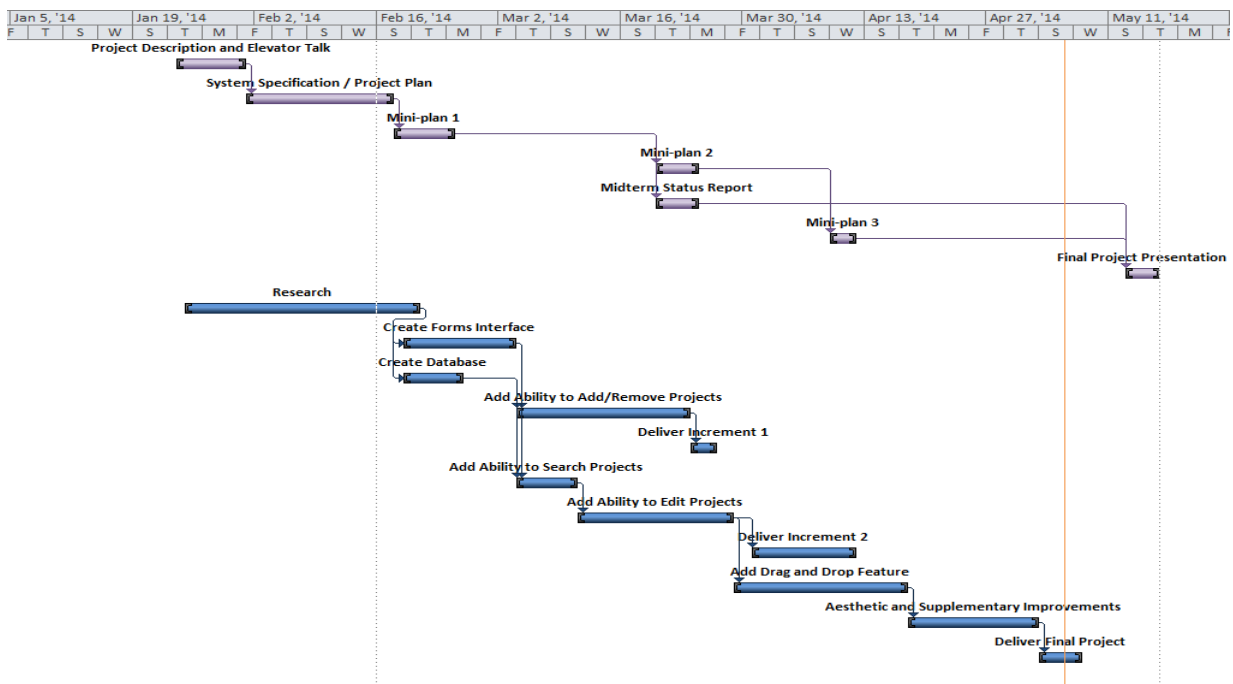 Jan 5, '14 Jan 19, '14 Feb 2, '14 Feb 16, '14 Mar 2, '14 Mar 16, '14 Mar 30, '14 Apr 13, '14 Apr 27, '14 May 11, '14
F T S W T M F T S W S T M F T S W S T M F T S W S T M F T S W S T M F
Project Description and Elevator Talk
System Specification / Project Plan
Mini-plan 1
Mini-plan 2
Midterm Status Report
Mini-plan 3
Final Project Presentation
Research
Create Forms Interface
Create Database
Add Ability to Add/Remove Projects
Deliver Increment 1
Add Ability to Search Projects
Add Ability to Edit Projects
Deliver Increment 2
Add Drag and Drop Feature
Aesthetic and Supplementary Improvements
Deliver Final Project